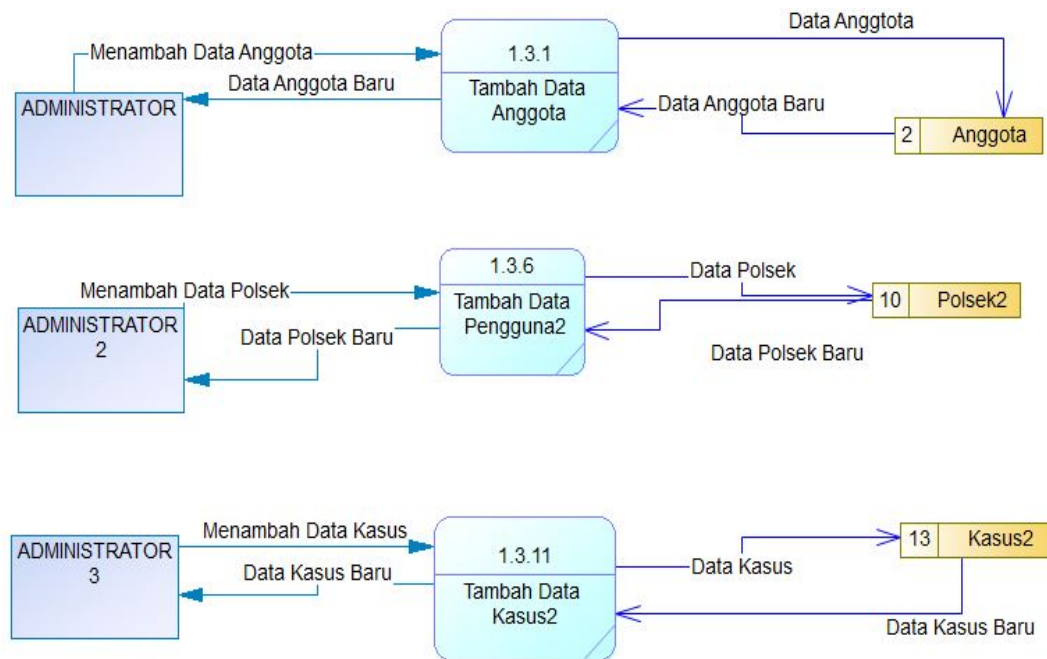 Data Anggtota
Menambah Data Anggota
1.3.1
Data Anggota Baru
Tambah Data
Anggota
ADMINISTRATOR
Data Anggota Baru
2 Anggota
1.3.6
Data Polsek
Menambah Data Polsek
10 Polsek2
Tambah Data
Pengguna2
ADMINISTRATOR
2
Data Polsek Baru
Data Polsek Baru
Menambah Data Kasus
13 Kasus2
ADMINISTRATOR
3
1.3.11
Data Kasus Baru
Data Kasus
Tambah Data
Kasus2
Data Kasus Baru